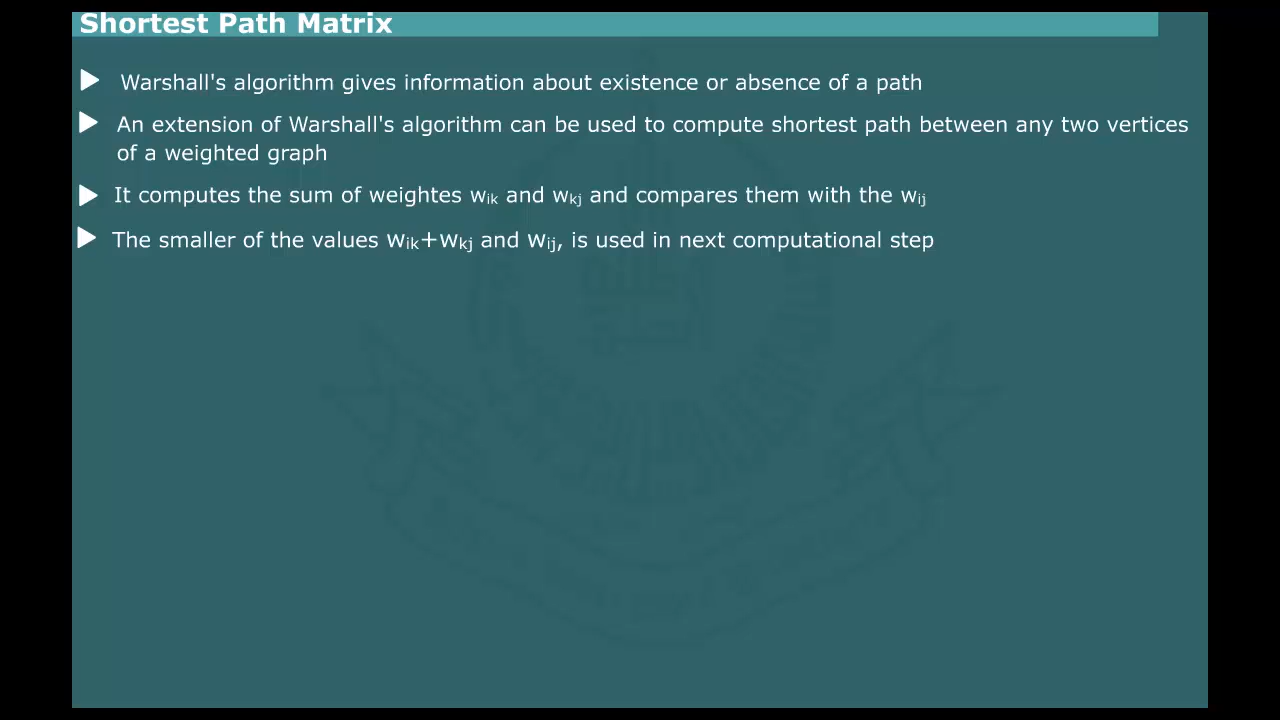 Shortest Path Matrix
Warshall's algorithm gives information about existence or absence of a path
An extension of Warshall's algorithm can be used to compute shortest path between any two vertices
of a weighted graph
It computes the sum of weightes wik and wkj and compares them with the wij
The smaller of the values wik+wkj and wij, is used in next computational step